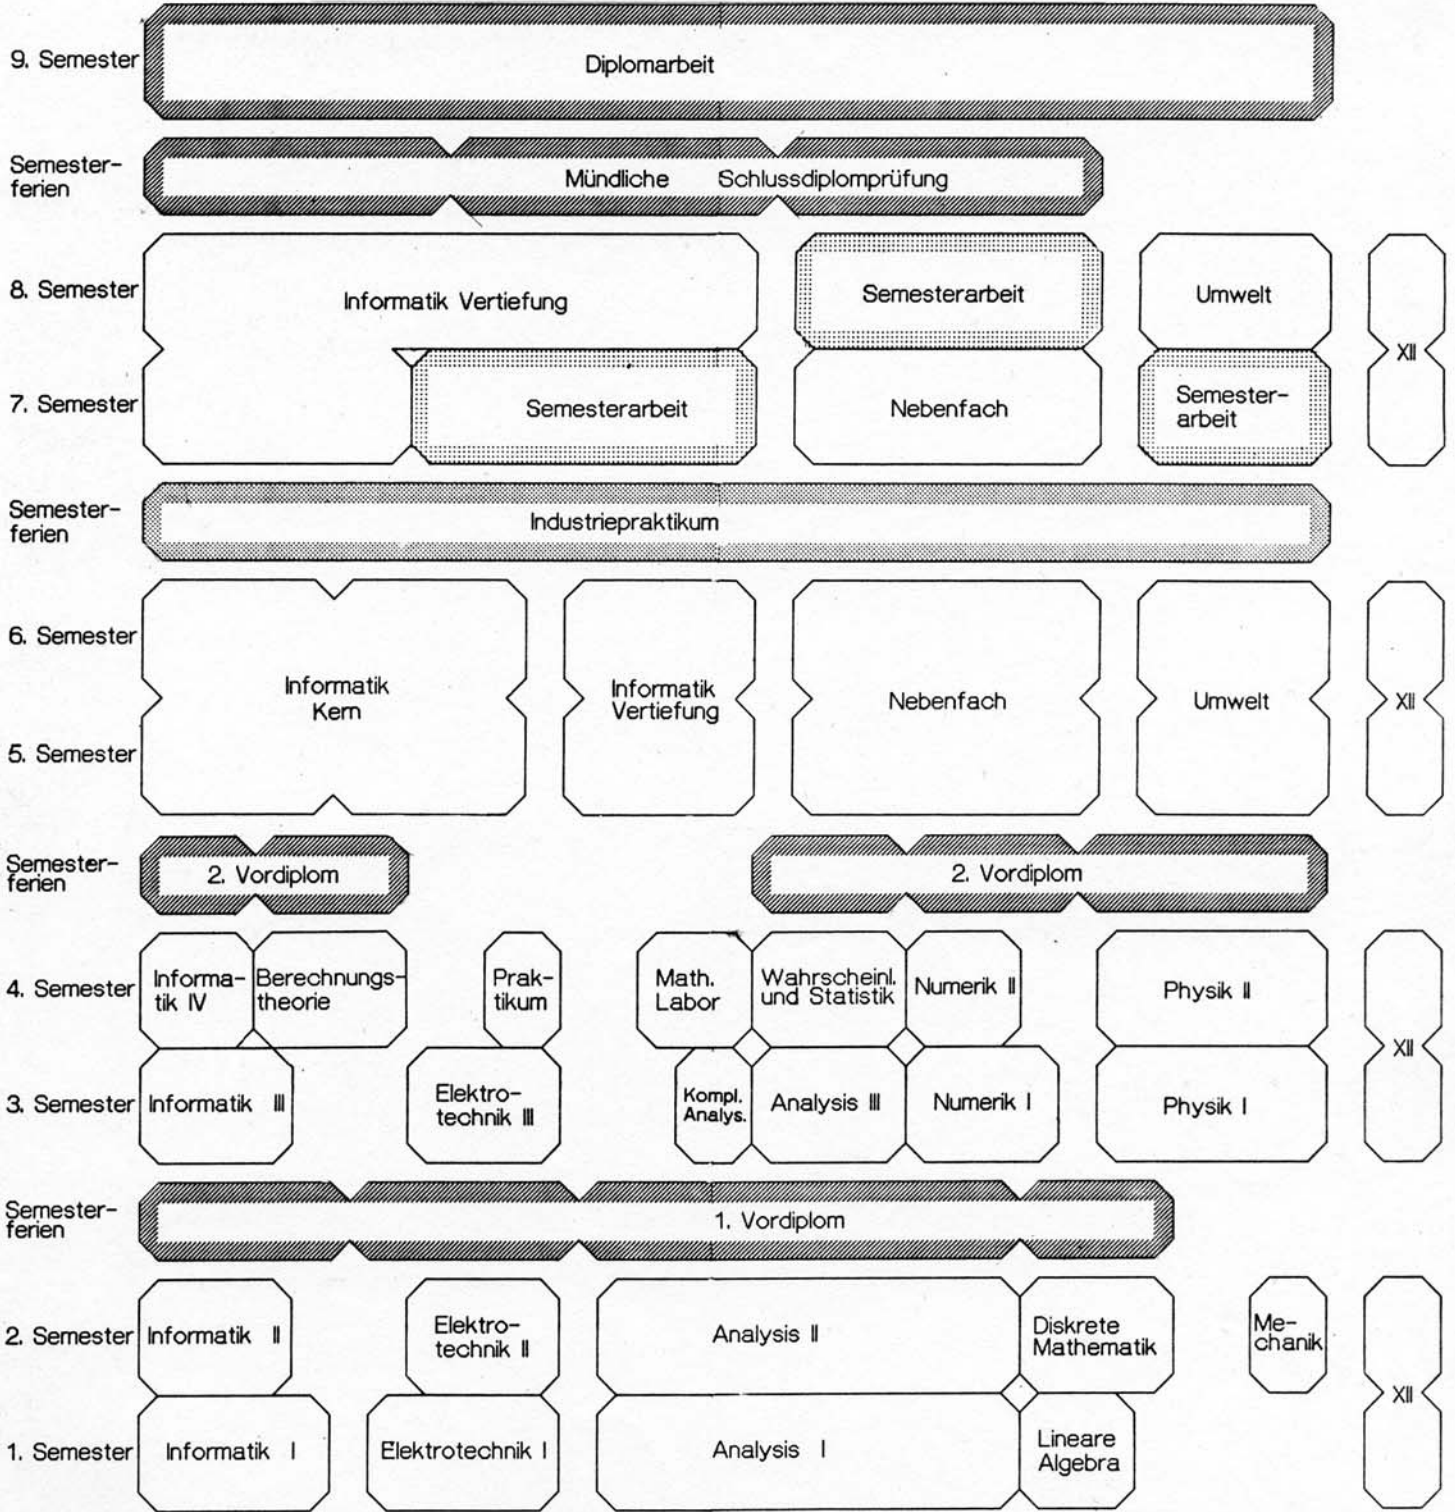 9. Semester
Diplomarbeit
Semester-
ferien
Mündliche Schlussdiplomprüfung
8. Semester
Informatik Vertiefung
Semesterarbeit
Umwelt
XII
7. Semester
Semesterarbeit
Nebenfach
Semester-
arbeit
Semester-
ferien
Industriepraktikum
6. Semester
Informatik
Kern
Informatik
Vertiefung
Nebenfach
Umwelt
XII
5. Semester
Semester-
ferien
2. Vordiplom
2. Vordiplom
4. Semester
Informa-
tik IV
Berechnungs-
theorie
Prak-
tikum
Math.
Labor
Wahrscheinl.
und Statistik
Numerik II
Physik II
XII
3. Semester
Informatik III
Elektro-
technik III
Kompl.
Analys.
Analysis III
Numerik I
Physik I
Semester-
ferien
1. Vordiplom
2. Semester
Informatik II
Elektro-
technik II
Analysis II
Diskrete
Mathematik
Me-
chanik
XII
1. Semester
Informatik I
Elektrotechnik I
Analysis I
Lineare
Algebra